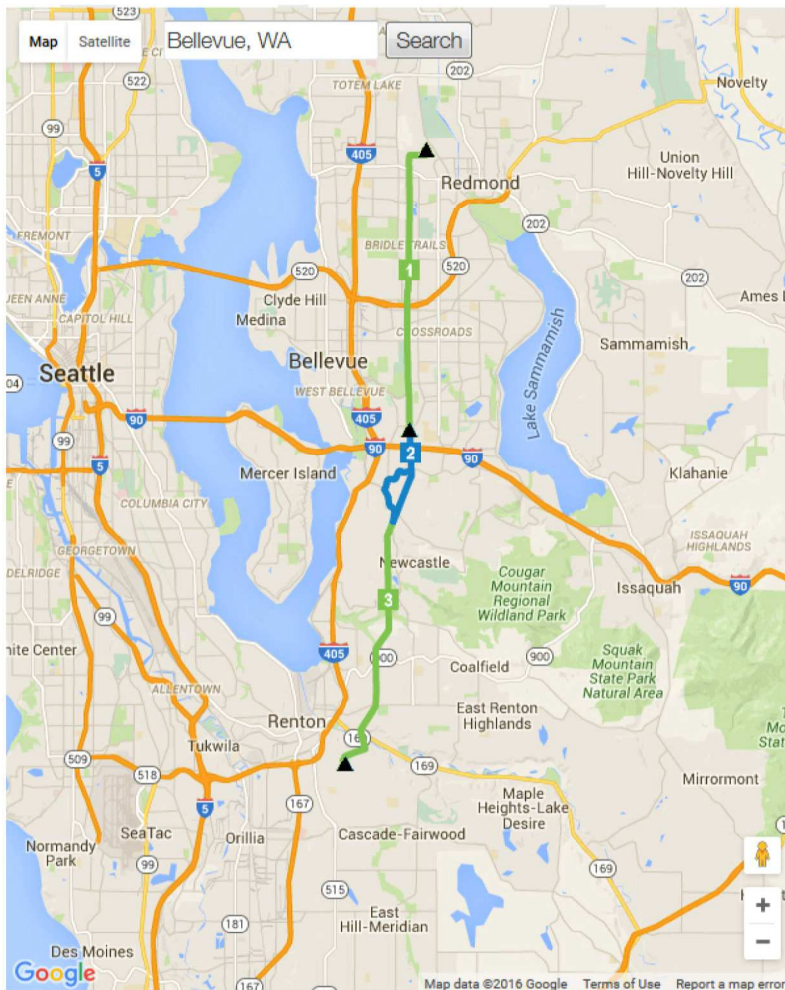 523
Map
Satellite
Bellevue, WA
Search
202
TOTEM LAKE
522
Novelty
99
5
405
Union
Hill-Novelty Hill
Redmond
FREMONT
202
BRIDLE TRAILS
1
520
520
202
QUEEN ANNE
Clyde Hill
Ames L
CAPITOL HILL
Medina
CROSSROADS
Lake Sammamish
Sammamish
Bellevue
Seattle
04
WEST BELLEVUE
90
405
99
90
2
90
5
Mercer Island
Klahanie
COLUMBIA CITY
ISSAQUAH
HIGHLANDS
GEORGETOWN
Newcastle
DELRIDGE
Cougar
Mountain
Regional
Wildland Park
Issaquah
90
3
99
hite Center
405
900
900
Coalfield
Squak
Mountain
State Park
Natural Area
ALLENTOWN
East Renton
Highlands
Renton
Tukwila
169
169
509
518
Mirrormont
5
167
Maple
Heights-Lake
Desire
SeaTac
Orillia
Cascade-Fairwood
Normandy
Park
99
169
515
East
Hill-Meridian
181
Des Moines
167
Google
Map data ©2016 Google
Terms of Use
Report a map error